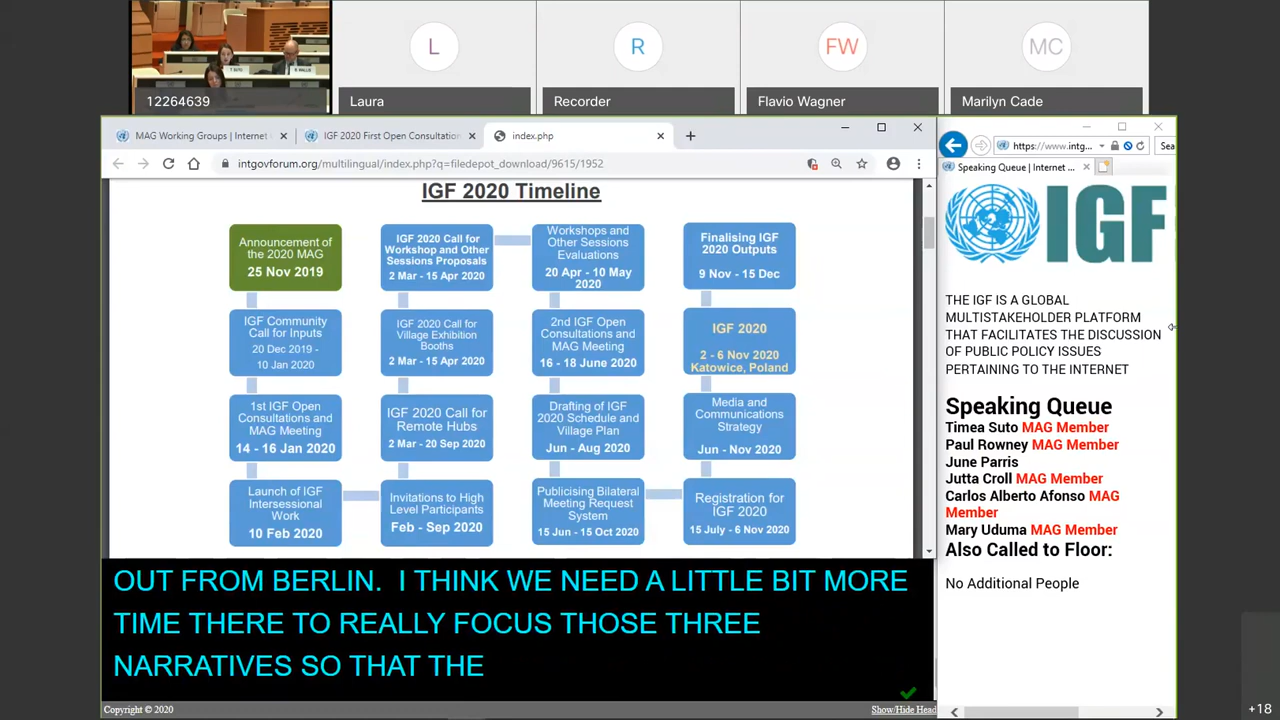 12264639
L
Laura
R
Recorder
FW
Flavio Wagner
MC
Marilyn Cade
MAG Working Groups | Internet
IGF 2020 First Open Consultation
index.php
intgovforum.org/multilingual/index.php?q=filedepot_download/9615/1952
IGF 2020 Timeline
Announcement of
the 2020 MAG
25 Nov 2019
IGF Community
Call for Inputs
20 Dec 2019 -
10 Jan 2020
1st IGF Open
Consultations and
MAG Meeting
14 - 16 Jan 2020
Launch of IGF
Intersessional
Work
10 Feb 2020
IGF 2020 Call for
Workshop and Other
Sessions Proposals
2 Mar - 15 Apr 2020
IGF 2020 Call for
Village Exhibition
Booths
2 Mar - 15 Apr 2020
IGF 2020 Call for
Remote Hubs
2 Mar - 20 Sep 2020
Invitations to High
Level Participants
Feb - Sep 2020
Workshops and
Other Sessions
Evaluations
20 Apr - 10 May
2020
2nd IGF Open
Consultations and
MAG Meeting
16 - 18 June 2020
Drafting of IGF
2020 Schedule and
Village Plan
Jun - Aug 2020
Publicising Bilateral
Meeting Request
System
15 Jun - 15 Oct 2020
Finalising IGF
2020 Outputs
9 Nov - 15 Dec
IGF 2020
2 - 6 Nov 2020
Katowice, Poland
Media and
Communications
Strategy
Jun - Nov 2020
Registration for
IGF 2020
15 July - 6 Nov 2020
OUT FROM BERLIN.  I THINK WE NEED A LITTLE BIT MORE
TIME THERE TO REALLY FOCUS THOSE THREE
NARRATIVES SO THAT THE
Copyright © 2020
Show/Hide Head
https://www.intg...
Sea
Speaking Queue | Internet ...
IGF
THE IGF IS A GLOBAL
MULTISTAKEHOLDER PLATFORM
THAT FACILITATES THE DISCUSSION
OF PUBLIC POLICY ISSUES
PERTAINING TO THE INTERNET
Speaking Queue
Timea Suto MAG Member
Paul Rowney MAG Member
June Parris
Jutta Croll MAG Member
Carlos Alberto Afonso MAG
Member
Mary Uduma MAG Member
Also Called to Floor:
No Additional People
+18